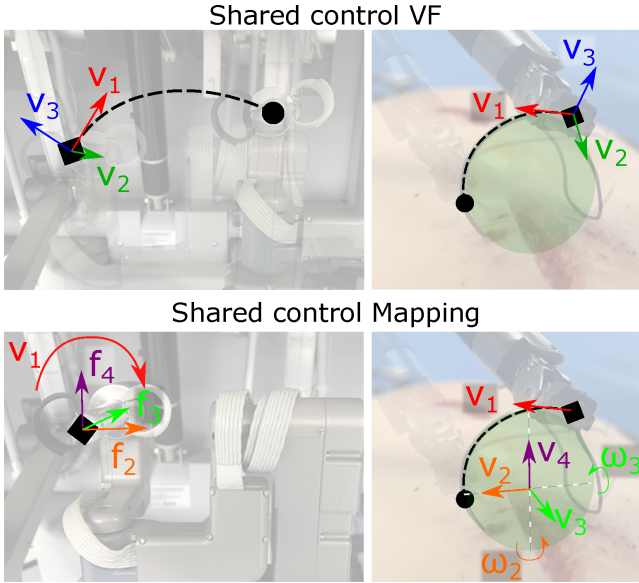 Shared control VF
v1
v3
v2
v3
v1
v2
Shared control Mapping
v1
f4
f3
f2
v1
v4
v2
ω3
v3
ω2